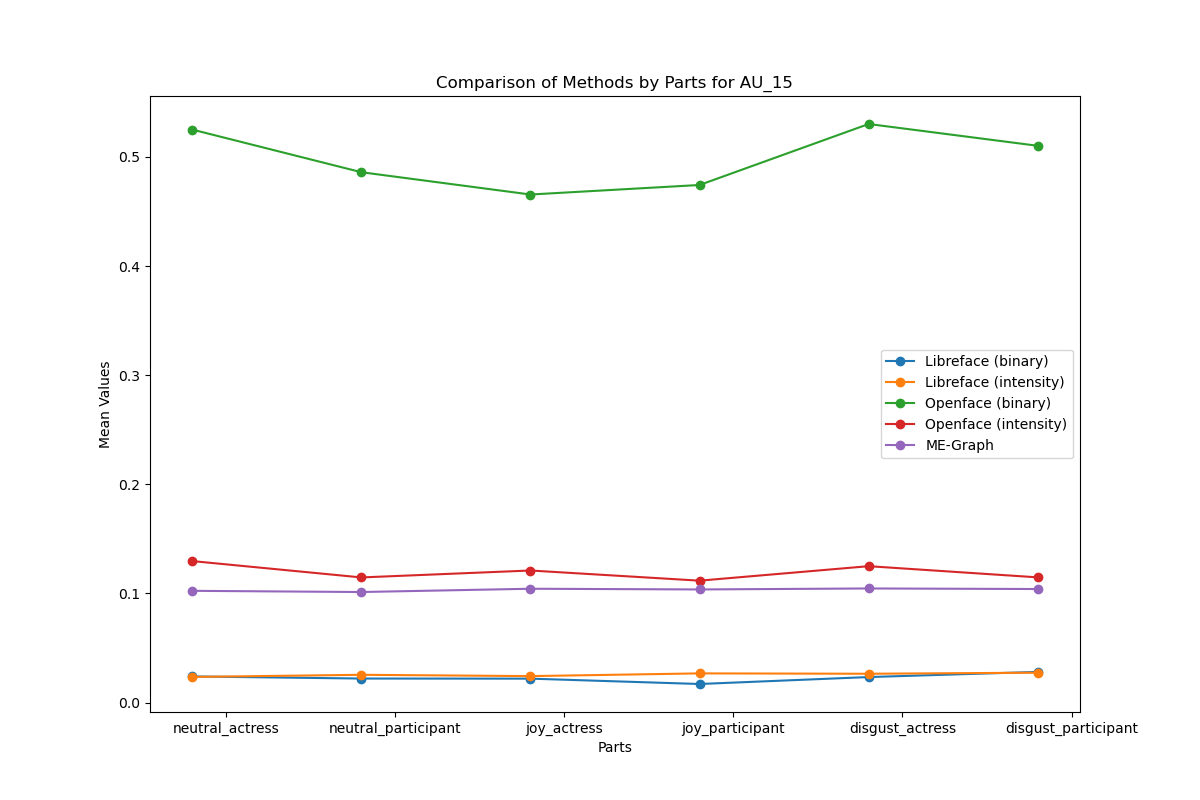 Comparison of Methods by Parts for AU_15
Mean Values
0.5
0.4
0.3
0.2
0.1
0.0
Libreface (binary)
Libreface (intensity)
Openface (binary)
Openface (intensity)
ME-Graph
neutral_actress
neutral_participant
joy_actress
joy_participant
disgust_actress
disgust_participant
Parts